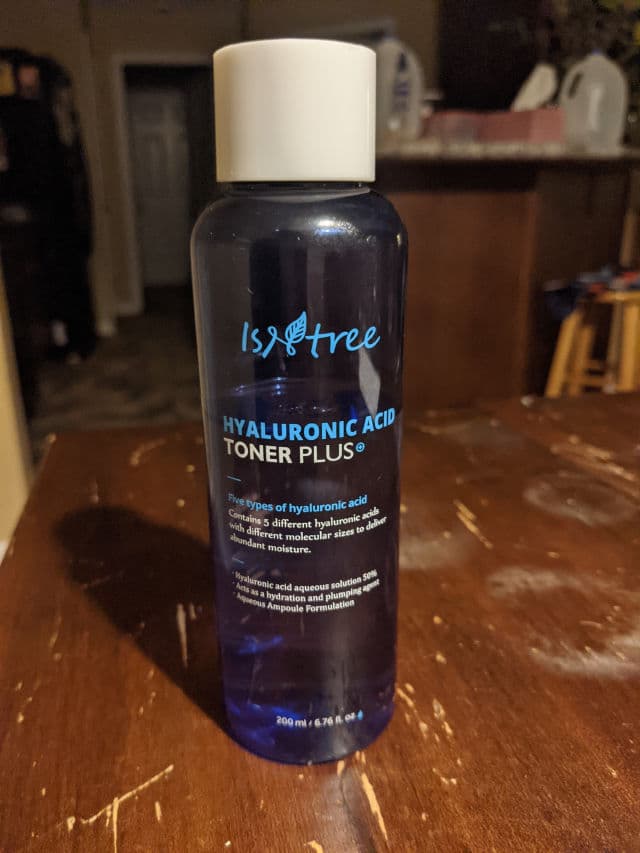 IsNtree
HYALURONIC ACID
TONER PLUS+
Five types of hyaluronic acid
Contains 5 different hyaluronic acids
with different molecular sizes to deliver
abundant moisture.
· Hyaluronic acid aqueous solution 50%
· Acts as a hydration and plumping agent
· Aqueous Ampoule Formulation
200 ml / 6.76 fl. oz